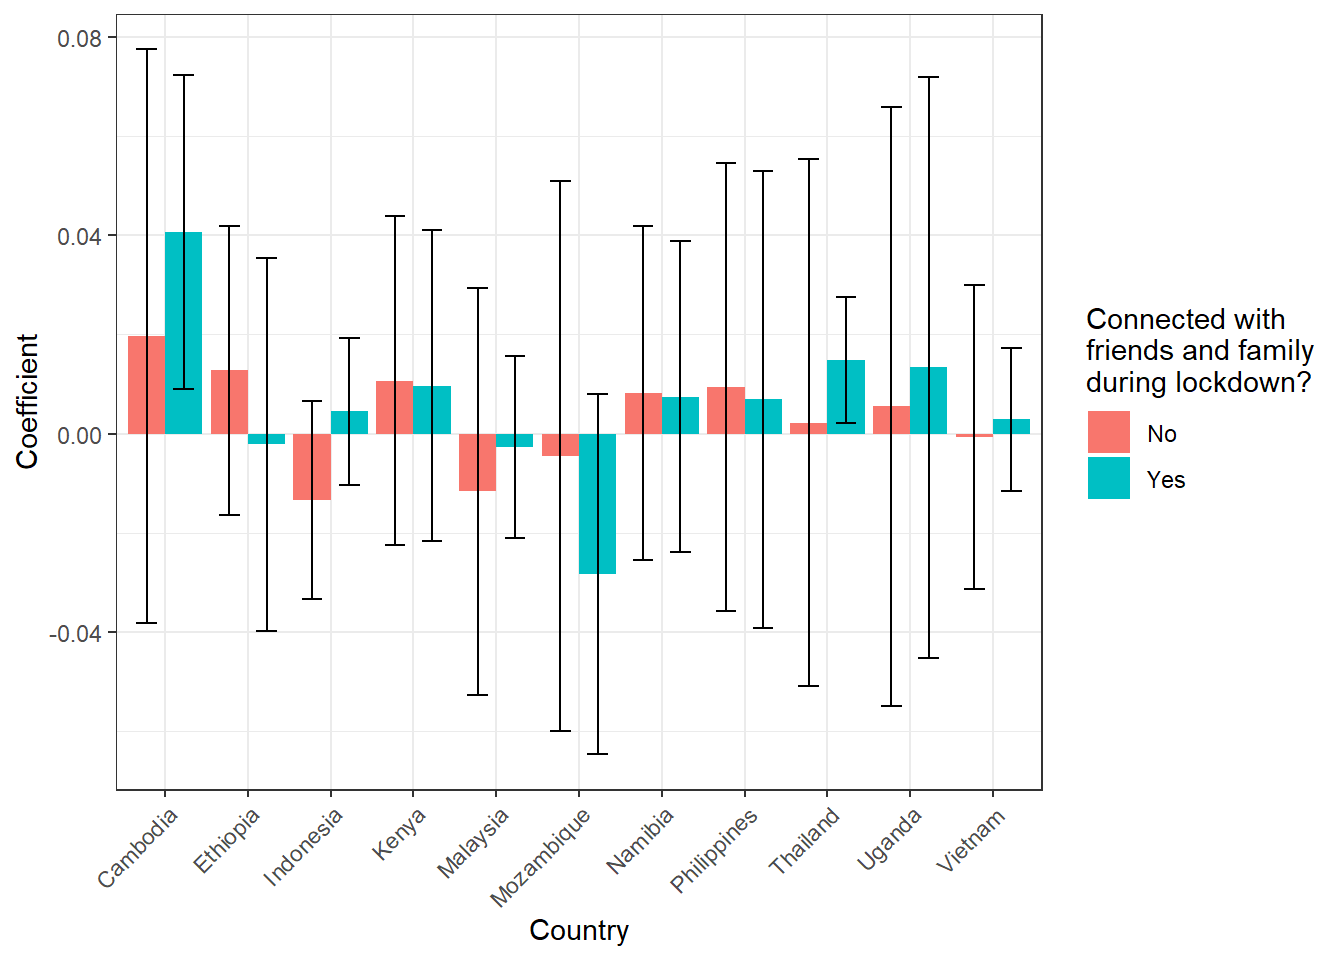 0.08
0.04
0.00
-0.04
Coefficient
Cambodia
Ethiopia
Indonesia
Kenya
Malaysia
Mozambique
Namibia
Philippines
Thailand
Uganda
Vietnam
Country
Connected with
friends and family
during lockdown?
No
Yes